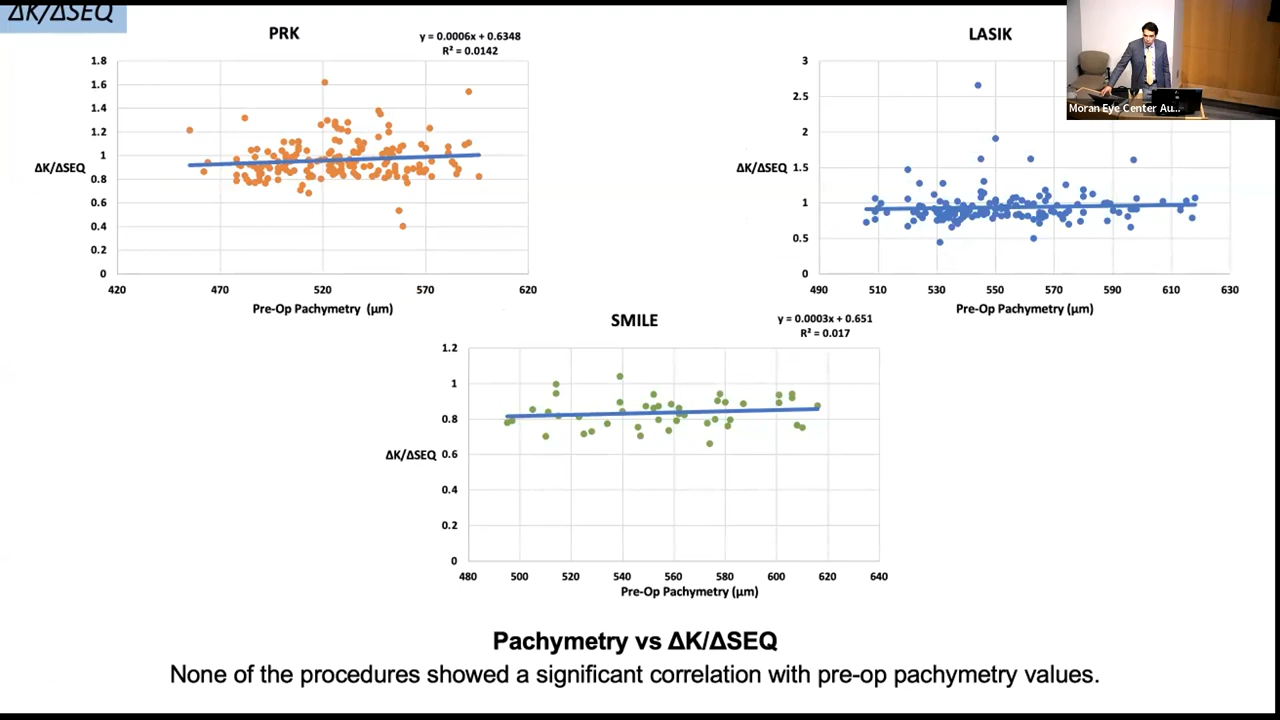 ΔK/ΔSEQ
PRK
y = 0.0006x + 0.6348
R² = 0.0142
1.8
1.6
1.4
1.2
1
0.8
0.6
0.4
0.2
0
ΔK/ΔSEQ
420 470 520 570 620
Pre-Op Pachymetry (μm)
LASIK
3
2.5
2
1.5
1
0.5
0
ΔK/ΔSEQ
490 510 530 550 570 590 610 630
Pre-Op Pachymetry (μm)
Moran Eye Center Au...
SMILE
y = 0.0003x + 0.651
R² = 0.017
1.2
1
0.8
0.6
0.4
0.2
0
ΔK/ΔSEQ
480 500 520 540 560 580 600 620 640
Pre-Op Pachymetry (μm)
Pachymetry vs ΔK/ΔSEQ
None of the procedures showed a significant correlation with pre-op pachymetry values.